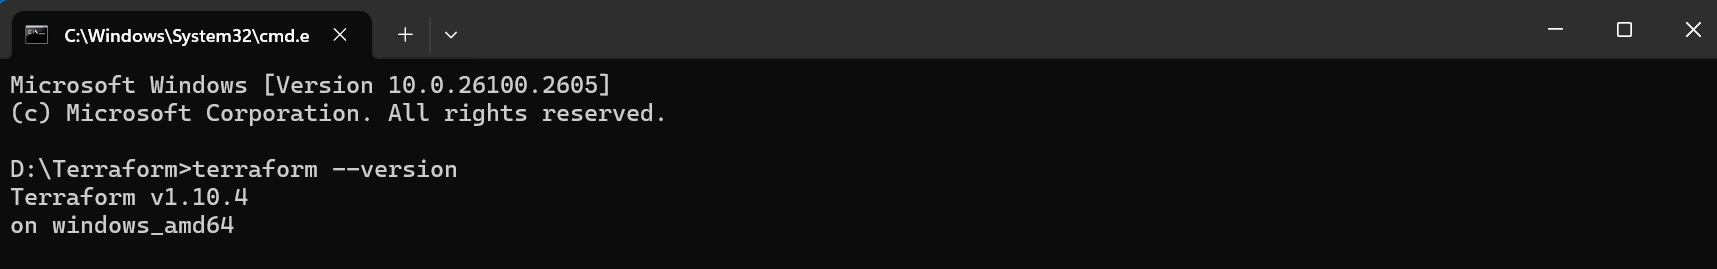 C:\Windows\System32\cmd.e
Microsoft Windows [Version 10.0.26100.2605]
(c) Microsoft Corporation. All rights reserved.
D:\Terraform>terraform --version
Terraform v1.10.4
on windows_amd64